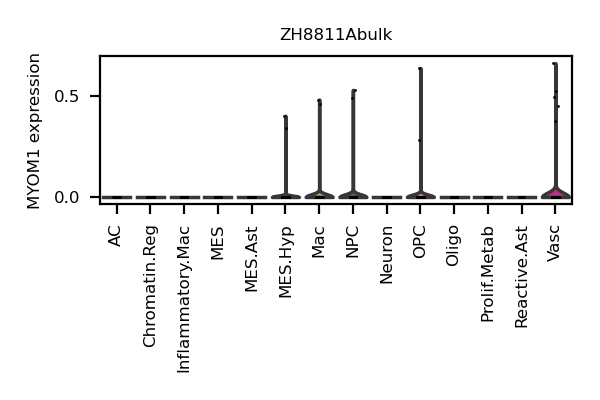 ZH8811Abulk
MYOM1 expression
0.5
0.0
AC
Chromatin.Reg
Inflammatory.Mac
MES
MES.Ast
MES.Hyp
Mac
NPC
Neuron
OPC
Oligo
Prolif.Metab
Reactive.Ast
Vasc